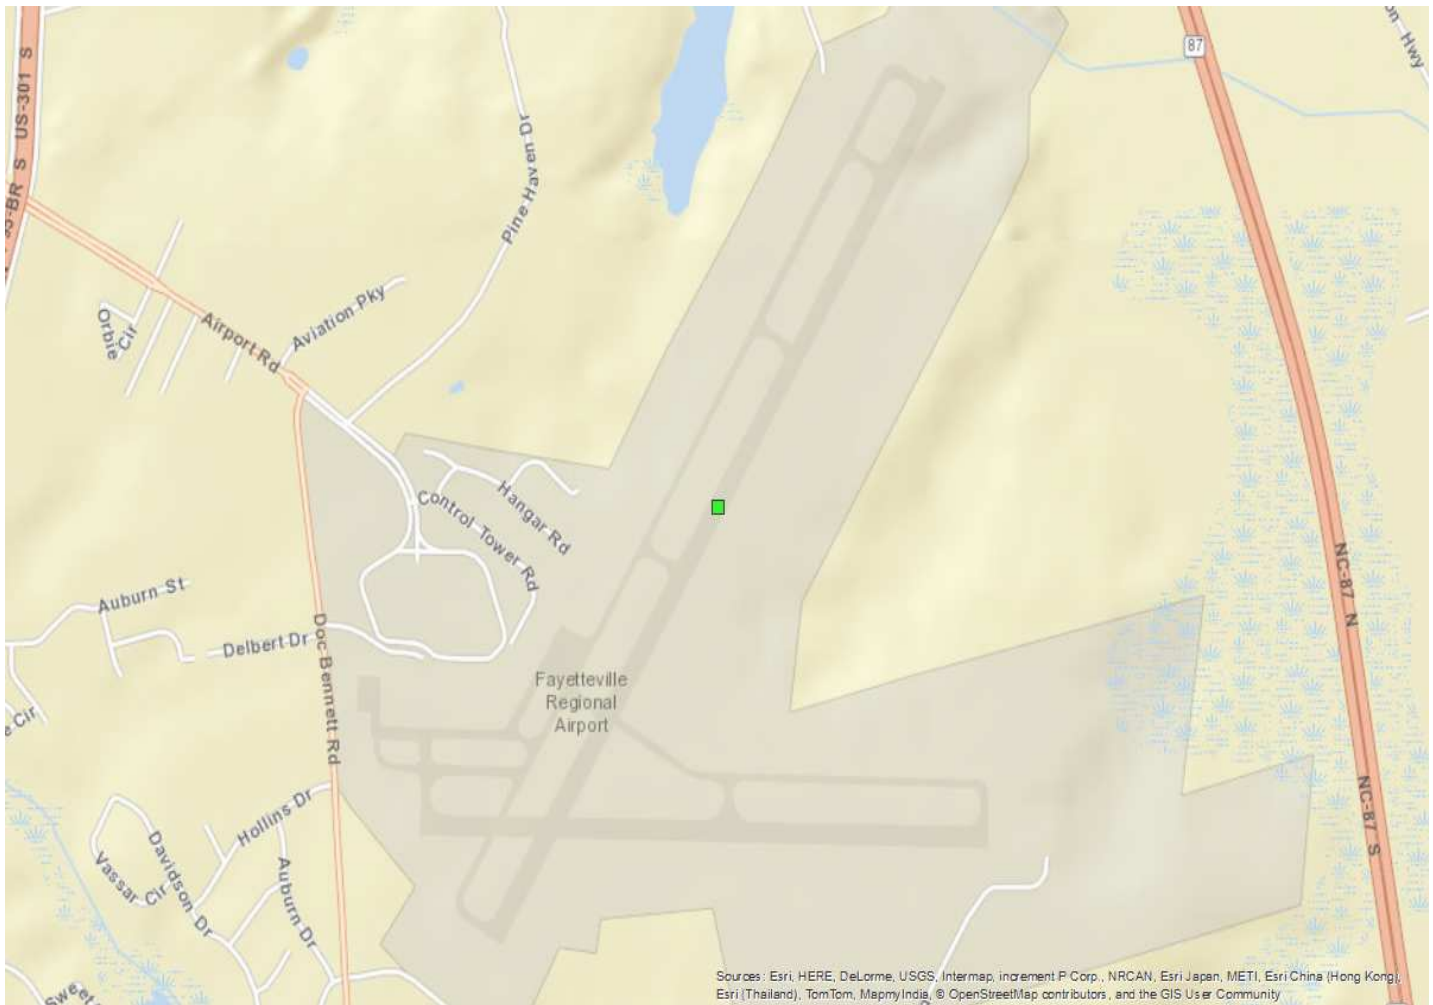 US-301 S
S
87
Hwy
Pine Haven Dr
Orbie
Cir
Airport Rd
Aviation Pky
Hangar Rd
Control Tower Rd
NC-87 N
Auburn St
Delbert Dr
Doc Bennett Rd
Fayetteville
Regional
Airport
e Cir
Hollins Dr
Vassar Cir
Davidson Dr
Auburn Dr
NC-87 S
Sweet
Sources: Esri, HERE, DeLorme, USGS, Intermap, increment P Corp., NRCAN, Esri Japan, METI, Esri China (Hong Kong),
Esri (Thailand), TomTom, MapmyIndia, © OpenStreetMap contributors, and the GIS User Community